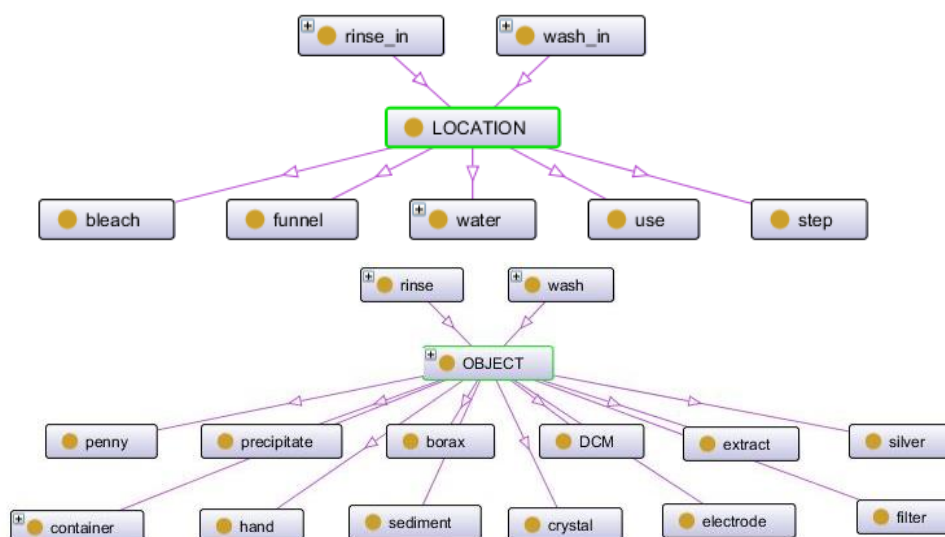 rinse_in wash_in
LOCATION
bleach funnel water use step
rinse wash
OBJECT
penny precipitate borax DCM extract silver
container hand sediment crystal electrode filter